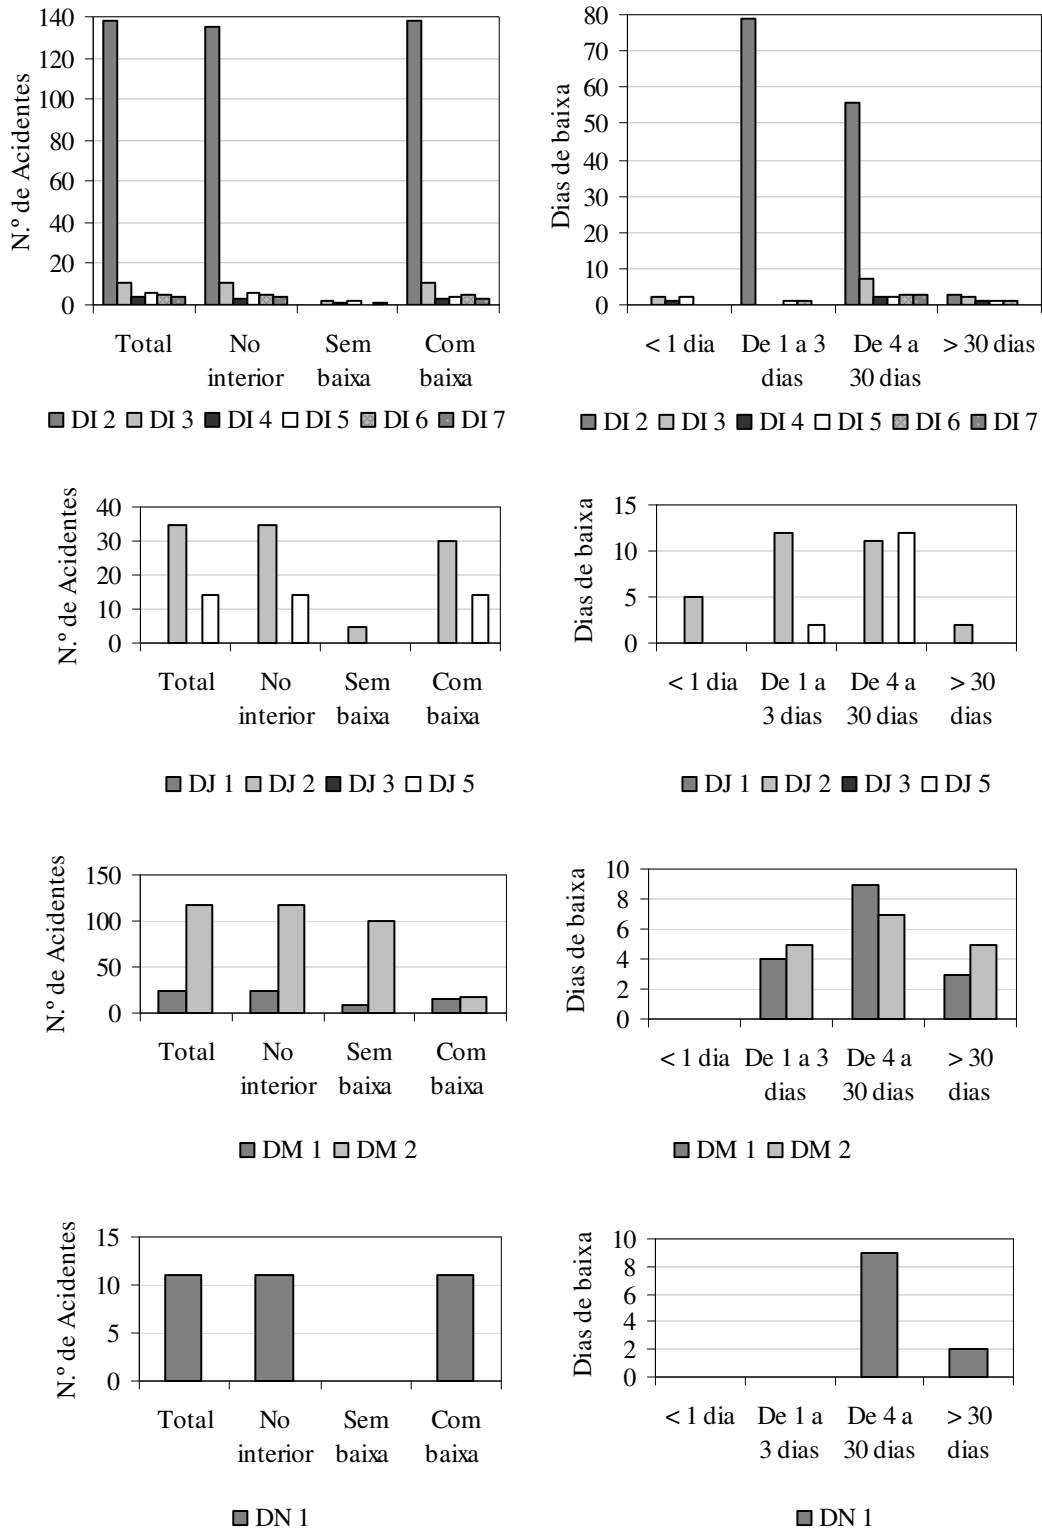 N.º de Acidentes
140
120
100
80
60
40
20
0
Total
No interior
Sem baixa
Com baixa
DI 2 DI 3 DI 4 DI 5 DI 6 DI 7
Dias de baixa
80
70
60
50
40
30
20
10
0
< 1 dia
De 1 a 3 dias
De 4 a 30 dias
> 30 dias
DI 2 DI 3 DI 4 DI 5 DI 6 DI 7
N.º de Acidentes
40
30
20
10
0
Total
No interior
Sem baixa
Com baixa
DJ 1 DJ 2 DJ 3 DJ 5
Dias de baixa
15
10
5
0
< 1 dia
De 1 a 3 dias
De 4 a 30 dias
> 30 dias
DJ 1 DJ 2 DJ 3 DJ 5
N.º de Acidentes
150
100
50
0
Total
No interior
Sem baixa
Com baixa
DM 1 DM 2
Dias de baixa
10
8
6
4
2
0
< 1 dia
De 1 a 3 dias
De 4 a 30 dias
> 30 dias
DM 1 DM 2
N.º de Acidentes
15
10
5
0
Total
No interior
Sem baixa
Com baixa
DN 1
Dias de baixa
10
8
6
4
2
0
< 1 dia
De 1 a 3 dias
De 4 a 30 dias
> 30 dias
DN 1